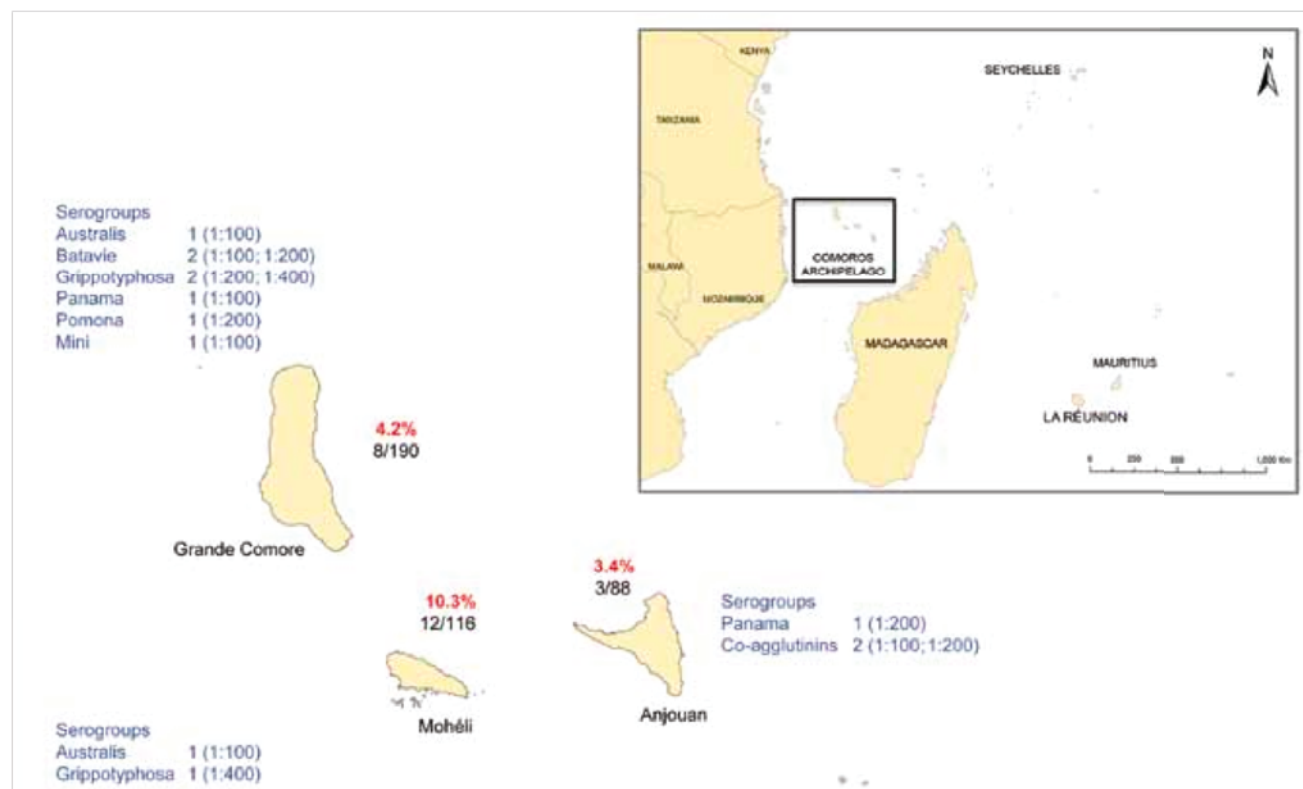 KENYA
SEYCHELLES
N
TANZANIA
COMOROS
ARCHIPELAGO
MALAWI
MOZAMBIQUE
MADAGASCAR
MAURITIUS
LA RÉUNION
0 1,000 Km
Serogroups
Australis 1 (1:100)
Batavie 2 (1:100; 1:200)
Grippotyphosa 2 (1:200; 1:400)
Panama 1 (1:100)
Pomona 1 (1:200)
Mini 1 (1:100)
4.2%
8/190
Grande Comore
10.3%
12/116
Mohéli
3.4%
3/88
Anjouan
Serogroups
Panama 1 (1:200)
Co-agglutinins 2 (1:100; 1:200)
Serogroups
Australis 1 (1:100)
Grippotyphosa 1 (1:400)